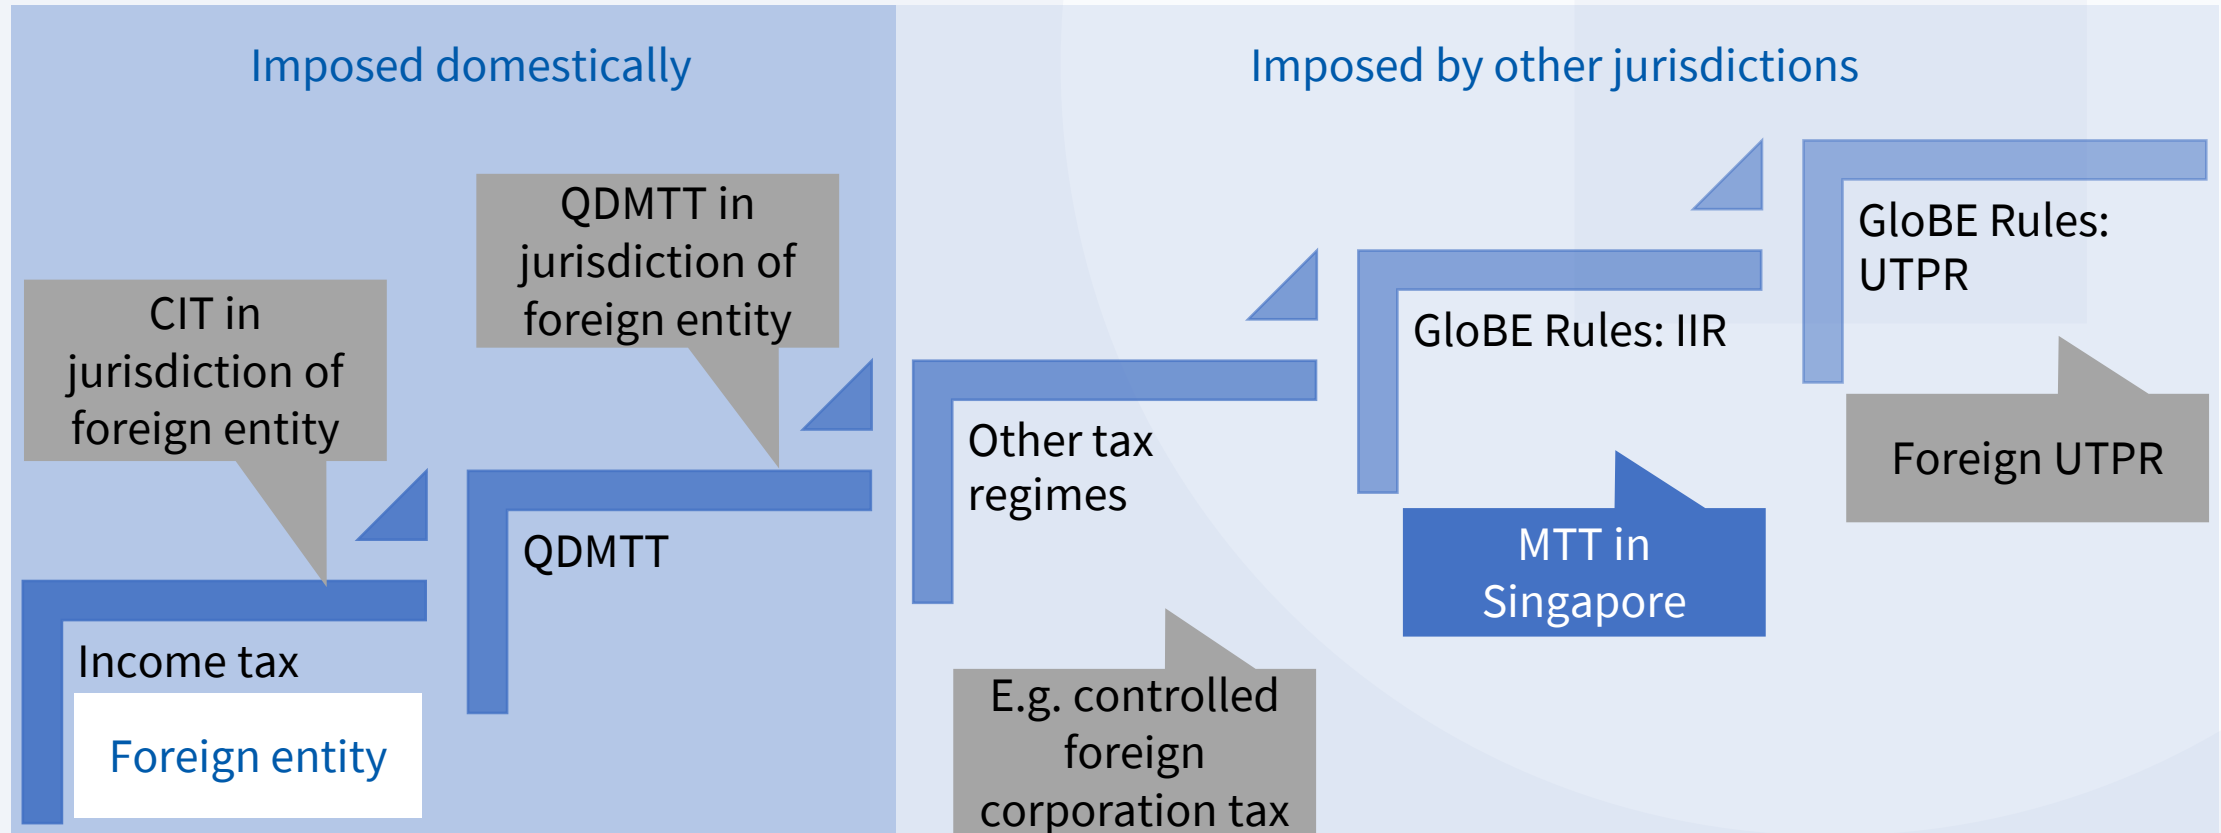 Imposed domestically
Imposed by other jurisdictions
CIT in
jurisdiction of
foreign entity
Income tax
Foreign entity
QDMTT in
jurisdiction of
foreign entity
QDMTT
Other tax
regimes
E.g. controlled
foreign
corporation tax
GloBE Rules: IIR
MTT in
Singapore
GloBE Rules:
UTPR
Foreign UTPR